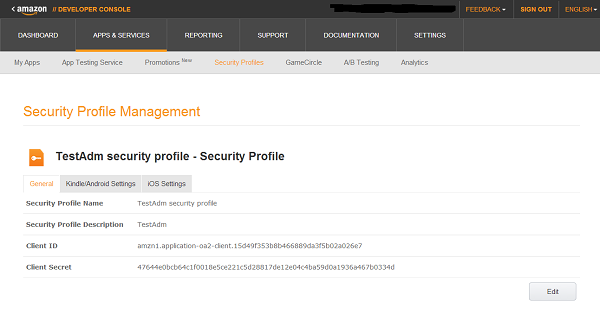 amazon // DEVELOPER CONSOLE FEEDBACK SIGN OUT ENGLISH
DASHBOARD APPS & SERVICES REPORTING SUPPORT DOCUMENTATION SETTINGS
My Apps App Testing Service Promotions New Security Profiles GameCircle A/B Testing Analytics
Security Profile Management
TestAdm security profile - Security Profile
General Kindle/Android Settings iOS Settings
Security Profile Name TestAdm security profile
Security Profile Description TestAdm
Client ID amzn1.application-oa2-client.15d49f353b8b466889da3f5b02a026e7
Client Secret 47644e0bcb64c1f0018e5ce221c5d28817de12e04c4ba59d0a1936a467b0334d
Edit